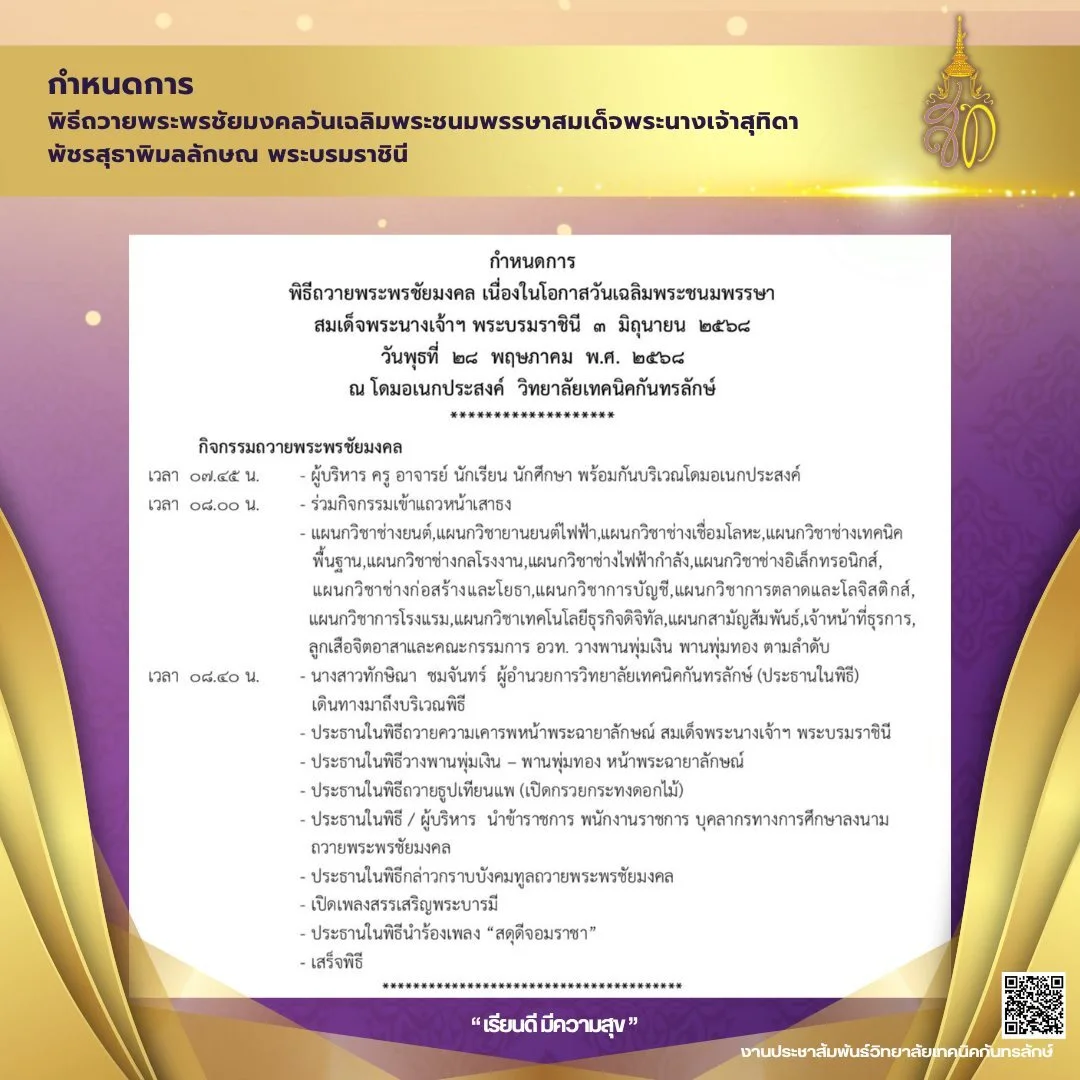 กำหนดการ
พิธีถวายพระพรชัยมงคลวันเฉลิมพระชนมพรรษาสมเด็จพระนางเจ้าสุทิดา
พัชรสุธาพิมลลักษณ พระบรมราชินี
สท
กำหนดการ
พิธีถวายพระพรชัยมงคล เนื่องในโอกาสวันเฉลิมพระชนมพรรษา
สมเด็จพระนางเจ้าฯ พระบรมราชินี ๓ มิถุนายน ๒๕๖๘
วันพุธที่ ๒๘ พฤษภาคม พ.ศ. ๒๕๖๘
ณ โดมอเนกประสงค์ วิทยาลัยเทคนิคกันทรลักษ์
*******************
กิจกรรมถวายพระพรชัยมงคล
เวลา ๐๗.๔๕ น. - ผู้บริหาร ครู อาจารย์ นักเรียน นักศึกษา พร้อมกันบริเวณโดมอเนกประสงค์
เวลา ๐๘.๐๐ น. - ร่วมกิจกรรมเข้าแถวหน้าเสาธง
- แผนกวิชาช่างยนต์,แผนกวิชายานยนต์ไฟฟ้า,แผนกวิชาช่างเชื่อมโลหะ,แผนกวิชาช่างเทคนิค
พื้นฐาน,แผนกวิชาช่างกลโรงงาน,แผนกวิชาช่างไฟฟ้ากำลัง,แผนกวิชาช่างอิเล็กทรอนิกส์,
แผนกวิชาช่างก่อสร้างและโยธา,แผนกวิชาการบัญชี,แผนกวิชาการตลาดและโลจิสติกส์,
แผนกวิชาการโรงแรม,แผนกวิชาเทคโนโลยีธุรกิจดิจิทัล,แผนกสามัญสัมพันธ์,เจ้าหน้าที่ธุรการ,
ลูกเสือจิตอาสาและคณะกรรมการ อวท. วางพานพุ่มเงิน พานพุ่มทอง ตามลำดับ
เวลา ๐๘.๔๐ น. - นางสาวทักษิณา ชมจันทร์ ผู้อำนวยการวิทยาลัยเทคนิคกันทรลักษ์ (ประธานในพิธี)
เดินทางมาถึงบริเวณพิธี
- ประธานในพิธีถวายความเคารพหน้าพระฉายาลักษณ์ สมเด็จพระนางเจ้าฯ พระบรมราชินี
- ประธานในพิธีวางพานพุ่มเงิน – พานพุ่มทอง หน้าพระฉายาลักษณ์
- ประธานในพิธีถวายธูปเทียนแพ (เปิดกรวยกระทงดอกไม้)
- ประธานในพิธี / ผู้บริหาร นำข้าราชการ พนักงานราชการ บุคลากรทางการศึกษาลงนาม
ถวายพระพรชัยมงคล
- ประธานในพิธีกล่าวกราบบังคมทูลถวายพระพรชัยมงคล
- เปิดเพลงสรรเสริญพระบารมี
- ประธานในพิธีนำร้องเพลง “สดุดีจอมราชา”
- เสร็จพิธี
***************************************
“ เรียนดี มีความสุข ”
งานประชาสัมพันธ์วิทยาลัยเทคนิคกันทรลักษ์